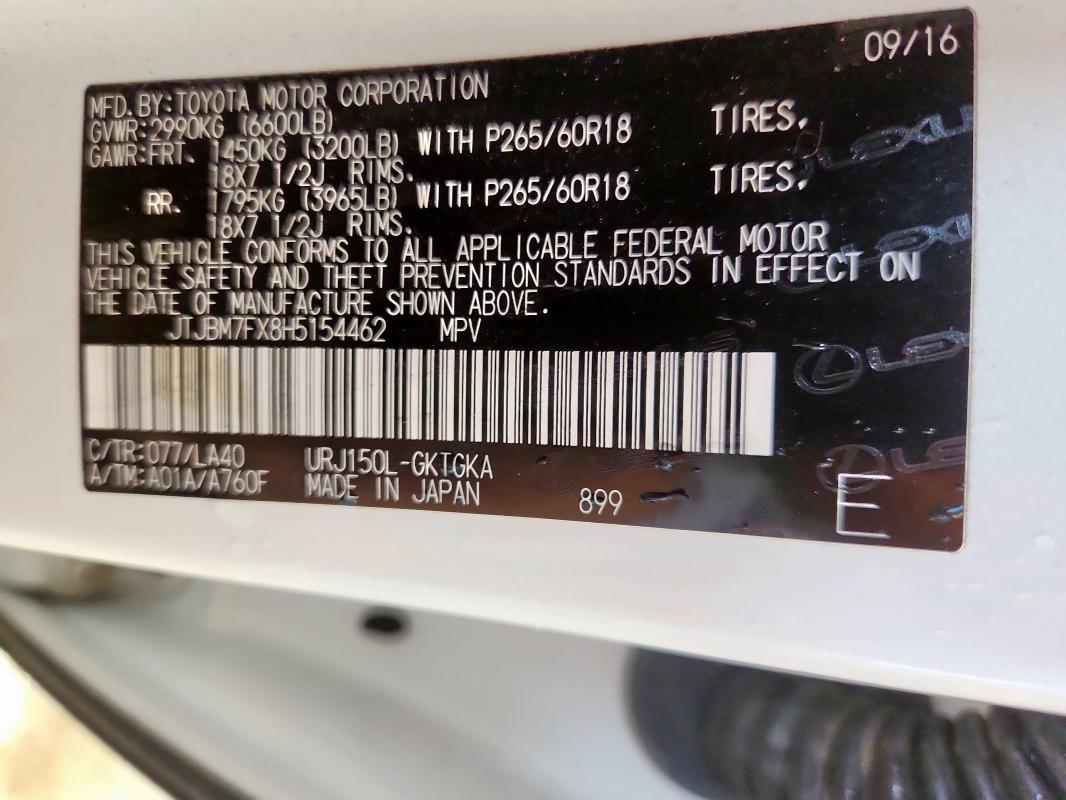 09/16
MFD. BY: TOYOTA MOTOR CORPORATION
GVWR: 2990KG (6600LB)
GAWR: FRT. 1450KG (3200LB) WITH P265/60R18 TIRES,
18X7 1/2J RIMS.
RR. 1795KG (3965LB) WITH P265/60R18 TIRES,
18X7 1/2J RIMS.
THIS VEHICLE CONFORMS TO ALL APPLICABLE FEDERAL MOTOR
VEHICLE SAFETY AND THEFT PREVENTION STANDARDS IN EFFECT ON
THE DATE OF MANUFACTURE SHOWN ABOVE.
JTJBM7FX8H5154462 MPV
C/TR: 077/LA40 URJ150L-GKTGKA
A/TM: A01A/A760F MADE IN JAPAN 899 E